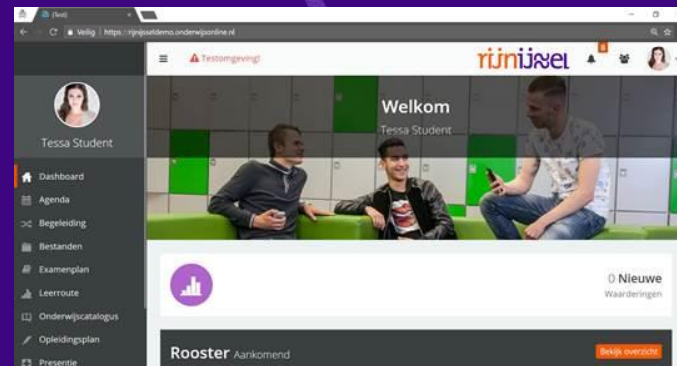 (Test)
Veilig | https://rijnijsseldemo.onderwijsonline.nl
Testomgeving!
rijnijssel
8
Tessa Student
Welkom
Tessa Student
Dashboard
Agenda
Begeleiding
Bestanden
Examenplan
Leerroute
Onderwijscatalogus
Opleidingsplan
Presentie
0 Nieuwe
Waarderingen
Rooster Aankomend
Bekijk overzicht